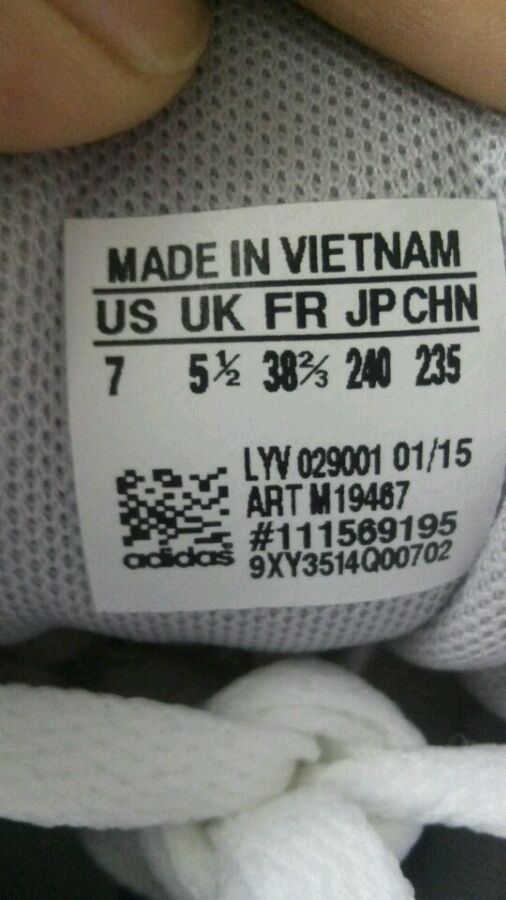 MADE IN VIETNAM
US UK FR JP CHN
7 5½ 38⅔ 240 235
LYV 029001 01/15
ART M19467
#111569195
adidas 9XY3514Q00702